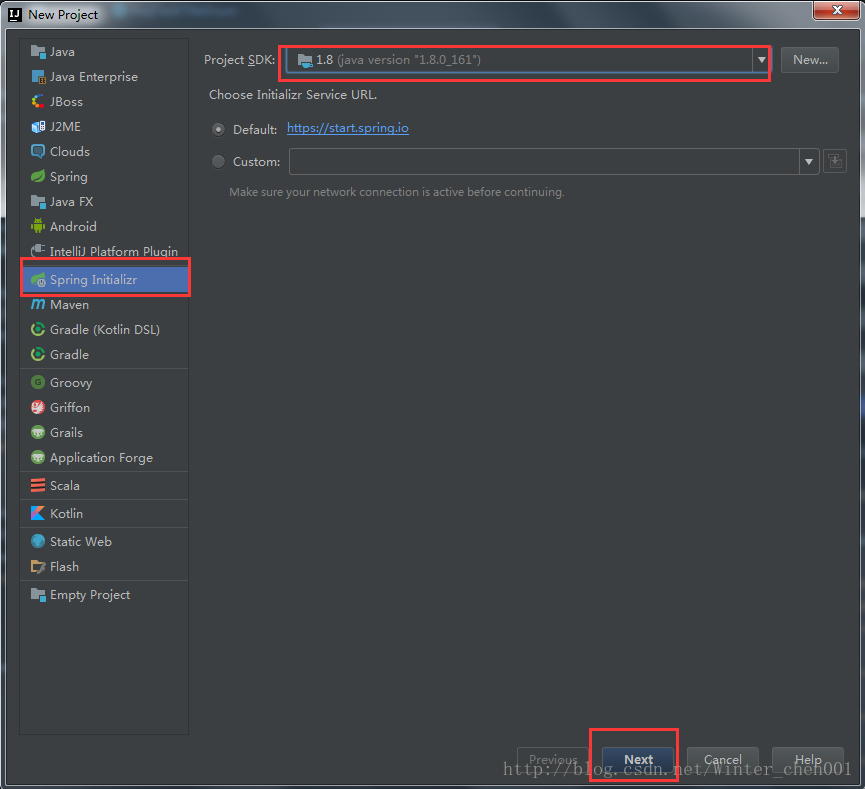 New Project
Java
Java Enterprise
JBoss
J2ME
Clouds
Spring
Java FX
Android
IntelliJ Platform Plugin
Spring Initializr
Maven
Gradle (Kotlin DSL)
Gradle
Groovy
Griffon
Grails
Application Forge
Scala
Kotlin
Static Web
Flash
Empty Project
Project SDK: 1.8 (java version "1.8.0_161") New...
Choose Initializr Service URL.
Default: https://start.spring.io
Custom:
Make sure your network connection is active before continuing.
Previous Next Cancel Help
http://blog.csdn.net/Winter_chen001